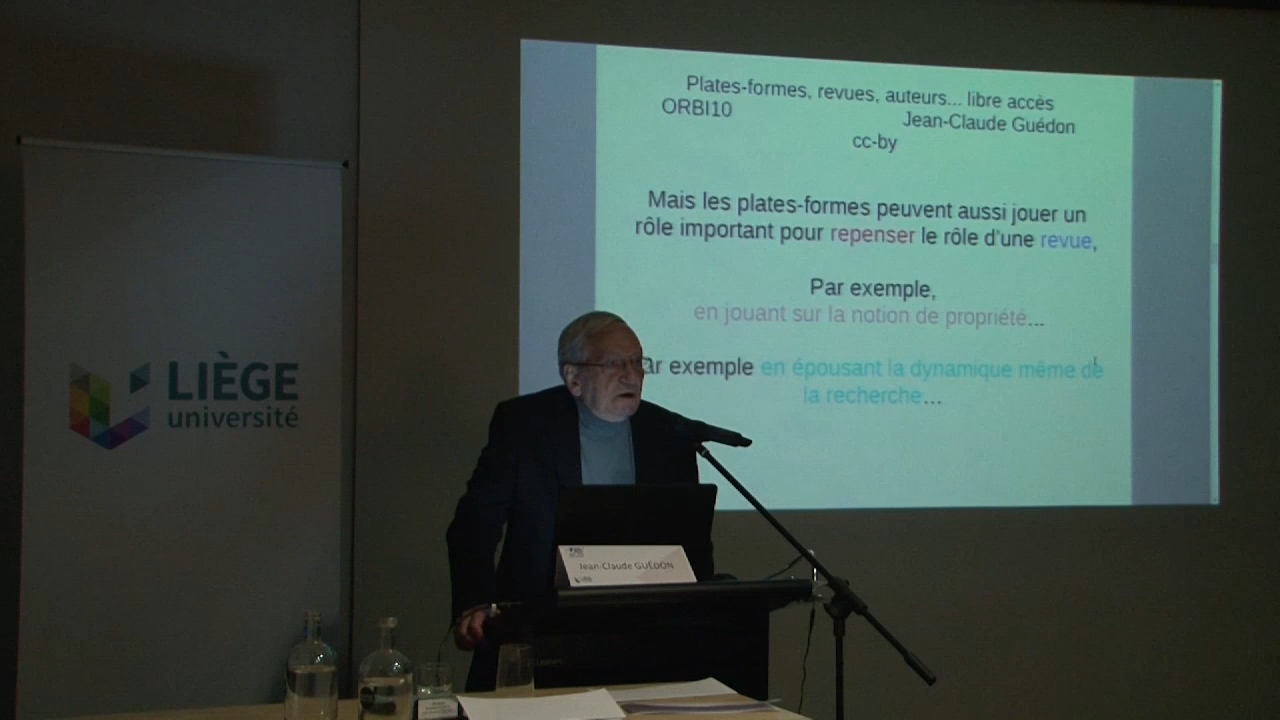 Plates-formes, revues, auteurs... libre accès
ORBI10 Jean-Claude Guédon
cc-by
Mais les plates-formes peuvent aussi jouer un
rôle important pour repenser le rôle d'une revue,
Par exemple,
en jouant sur la notion de propriété...
ar exemple en épousant la dynamique même de
la recherche...
LIÈGE
université
Jean-Claude GUÉDON